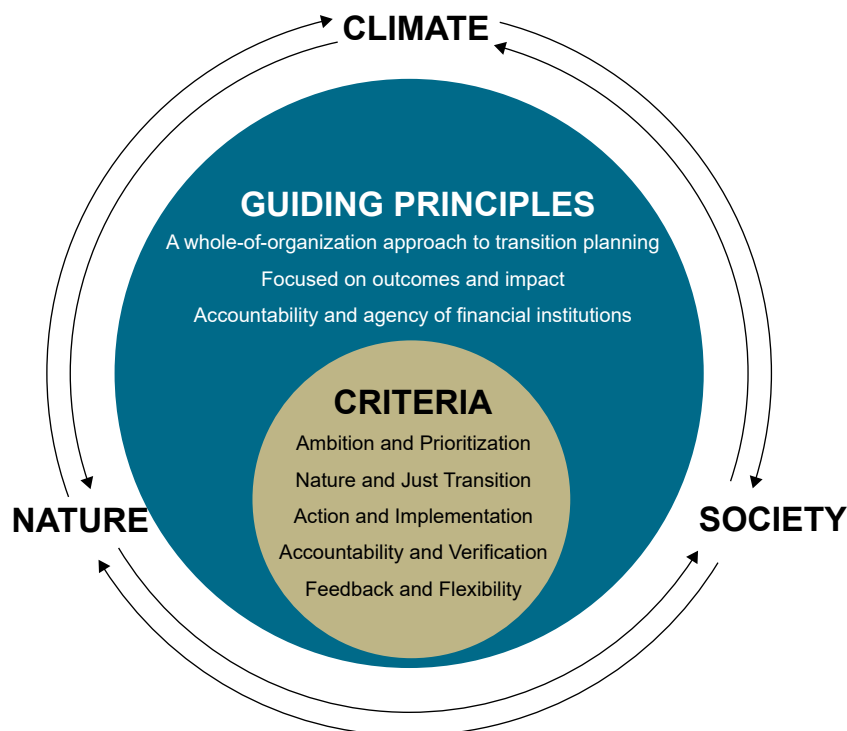 CLIMATE
GUIDING PRINCIPLES
A whole-of-organization approach to transition planning
Focused on outcomes and impact
Accountability and agency of financial institutions
CRITERIA
Ambition and Prioritization
Nature and Just Transition
Action and Implementation
Accountability and Verification
Feedback and Flexibility
NATURE
SOCIETY